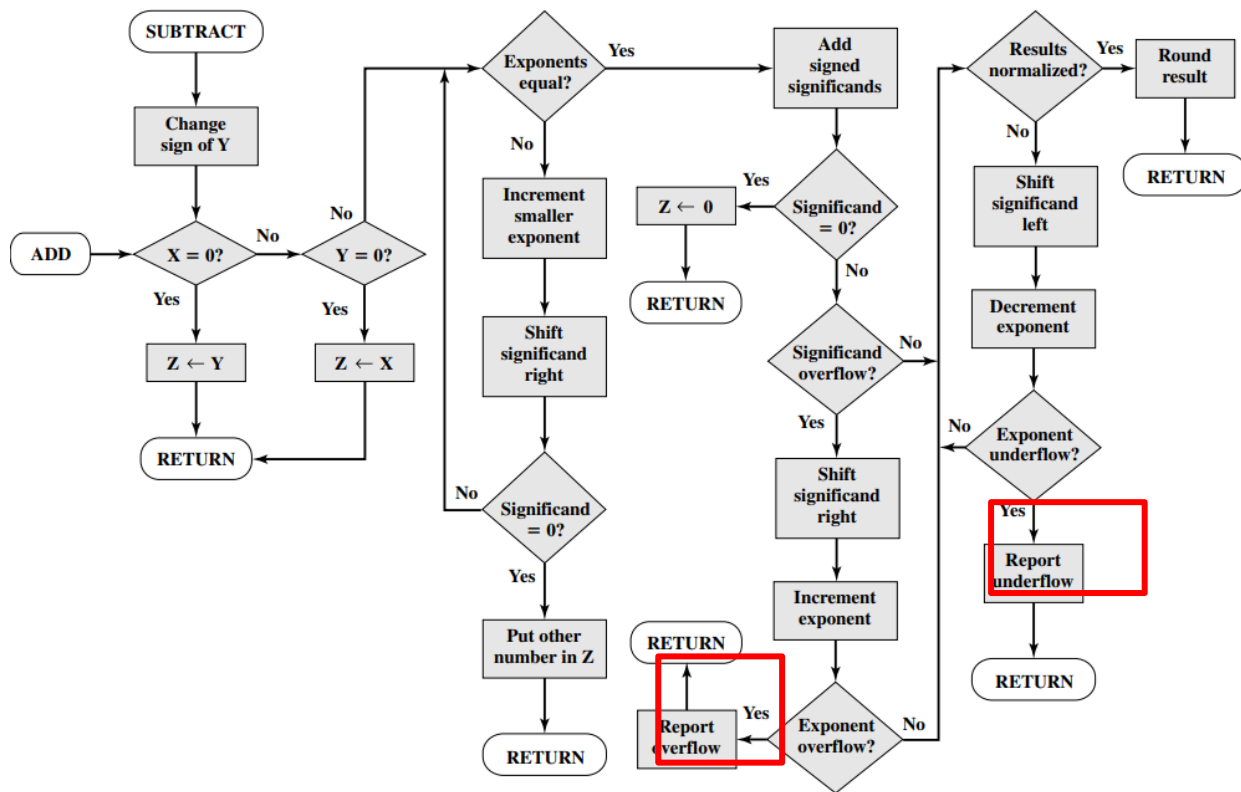 SUBTRACT
Change
sign of Y
ADD
X = 0?
No
Yes
Z ← Y
RETURN
Y = 0?
No
Yes
Z ← X
Exponents
equal?
Yes
No
Increment
smaller
exponent
Shift
significand
right
Significand
= 0?
No
Yes
Put other
number in Z
RETURN
Add
signed
significands
Significand
= 0?
Yes
Z ← 0
RETURN
No
Significand
overflow?
No
Yes
Shift
significand
right
Increment
exponent
Exponent
overflow?
Yes
Report
overflow
RETURN
No
Results
normalized?
Yes
Round
result
RETURN
No
Shift
significand
left
Decrement
exponent
Exponent
underflow?
No
Yes
Report
underflow
RETURN